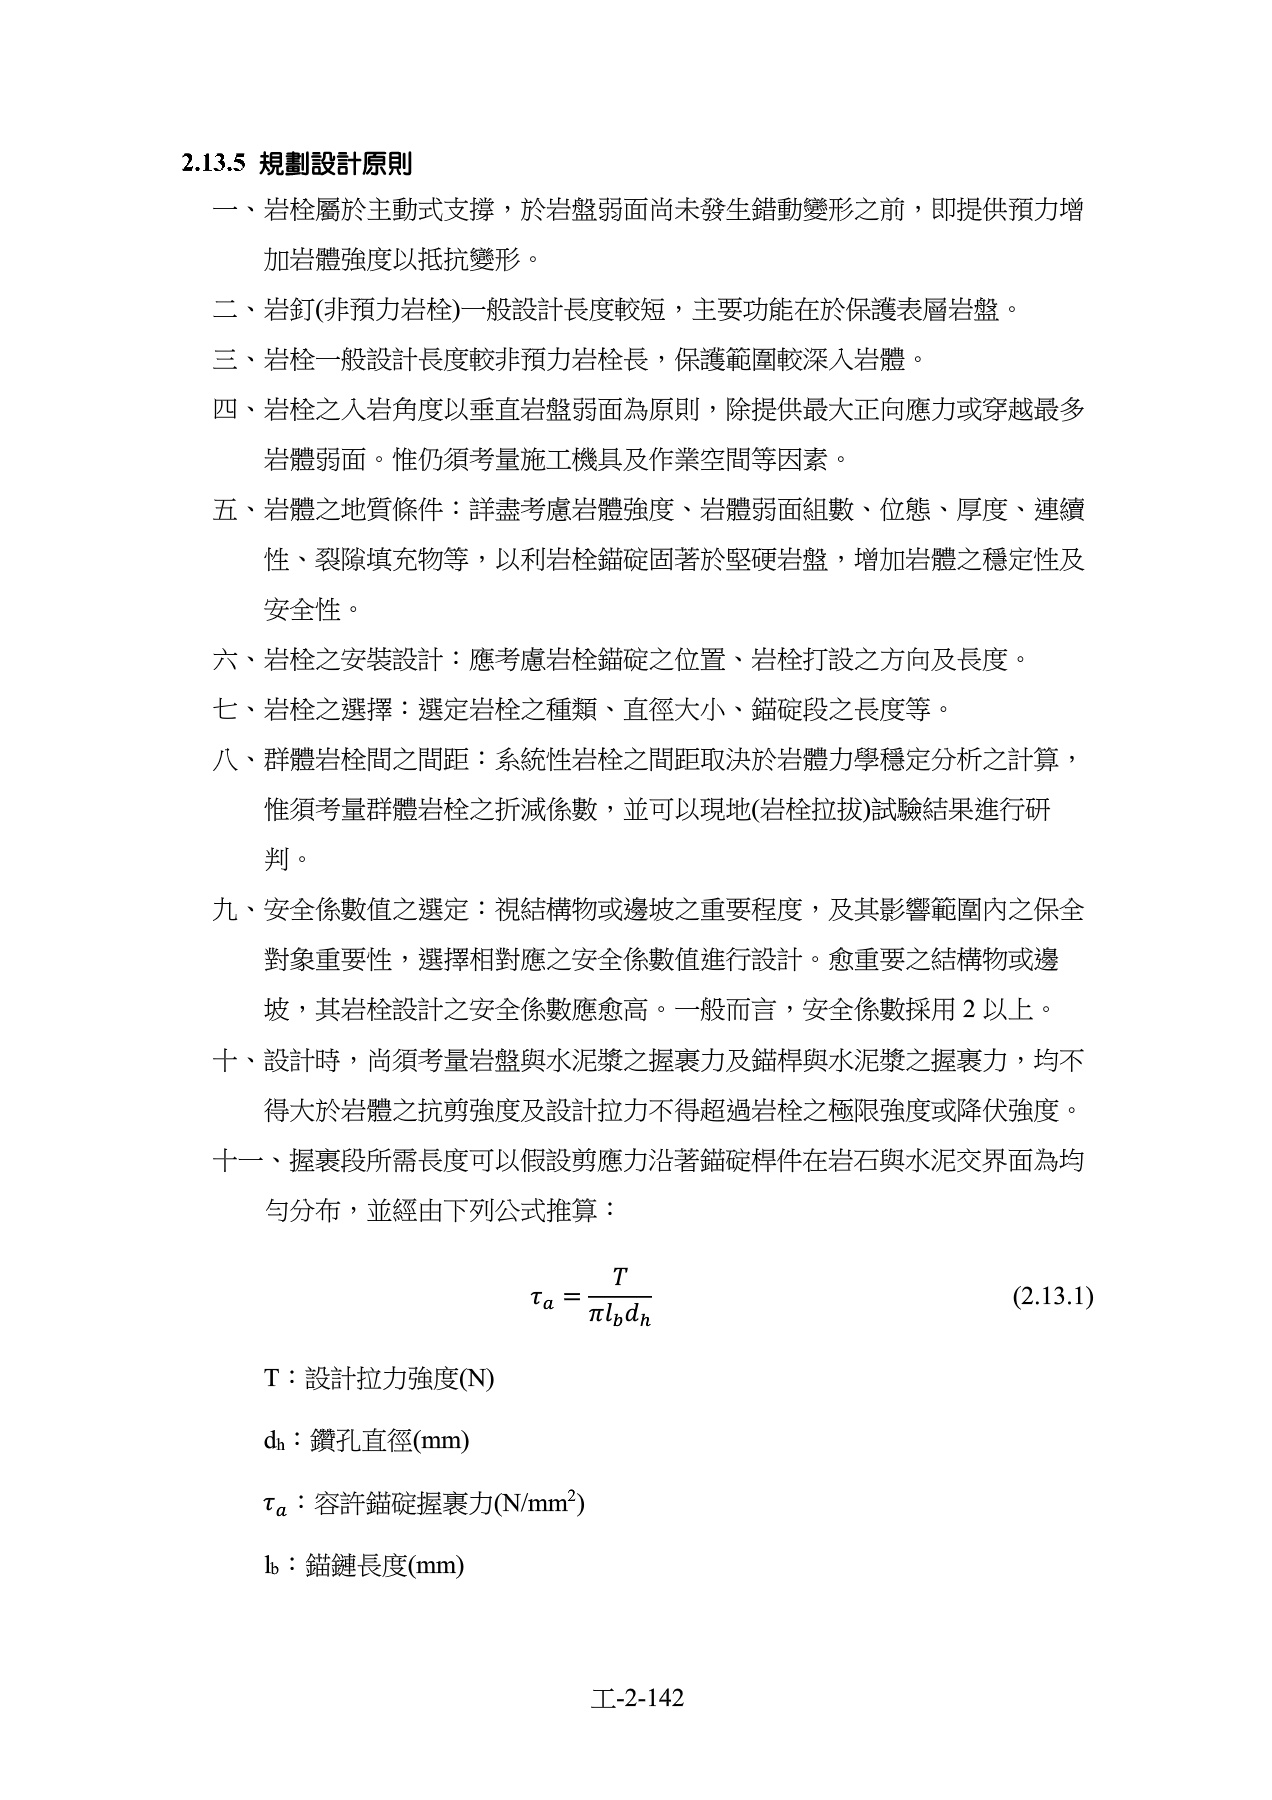 2.13.5 規劃設計原則
一、岩栓屬於主動式支撐，於岩盤弱面尚未發生錯動變形之前，即提供預力增
加岩體強度以抵抗變形。
二、岩釘(非預力岩栓)一般設計長度較短，主要功能在於保護表層岩盤。
三、岩栓一般設計長度較非預力岩栓長，保護範圍較深入岩體。
四、岩栓之入岩角度以垂直岩盤弱面為原則，除提供最大正向應力或穿越最多
岩體弱面。惟仍須考量施工機具及作業空間等因素。
五、岩體之地質條件：詳盡考慮岩體強度、岩體弱面組數、位態、厚度、連續
性、裂隙填充物等，以利岩栓錨碇固著於堅硬岩盤，增加岩體之穩定性及
安全性。
六、岩栓之安裝設計：應考慮岩栓錨碇之位置、岩栓打設之方向及長度。
七、岩栓之選擇：選定岩栓之種類、直徑大小、錨碇段之長度等。
八、群體岩栓間之間距：系統性岩栓之間距取決於岩體力學穩定分析之計算，
惟須考量群體岩栓之折減係數，並可以現地(岩栓拉拔)試驗結果進行研
判。
九、安全係數值之選定：視結構物或邊坡之重要程度，及其影響範圍內之保全
對象重要性，選擇相對應之安全係數值進行設計。愈重要之結構物或邊
坡，其岩栓設計之安全係數應愈高。一般而言，安全係數採用 2 以上。
十、設計時，尚須考量岩盤與水泥漿之握裹力及錨桿與水泥漿之握裹力，均不
得大於岩體之抗剪強度及設計拉力不得超過岩栓之極限強度或降伏強度。
十一、握裹段所需長度可以假設剪應力沿著錨碇桿件在岩石與水泥交界面為均
勻分布，並經由下列公式推算：
τₐ = T / πl_b d_h (2.13.1)
T：設計拉力強度(N)
dₕ：鑽孔直徑(mm)
τₐ：容許錨碇握裹力(N/mm²)
l_b：錨鏈長度(mm)
工-2-142